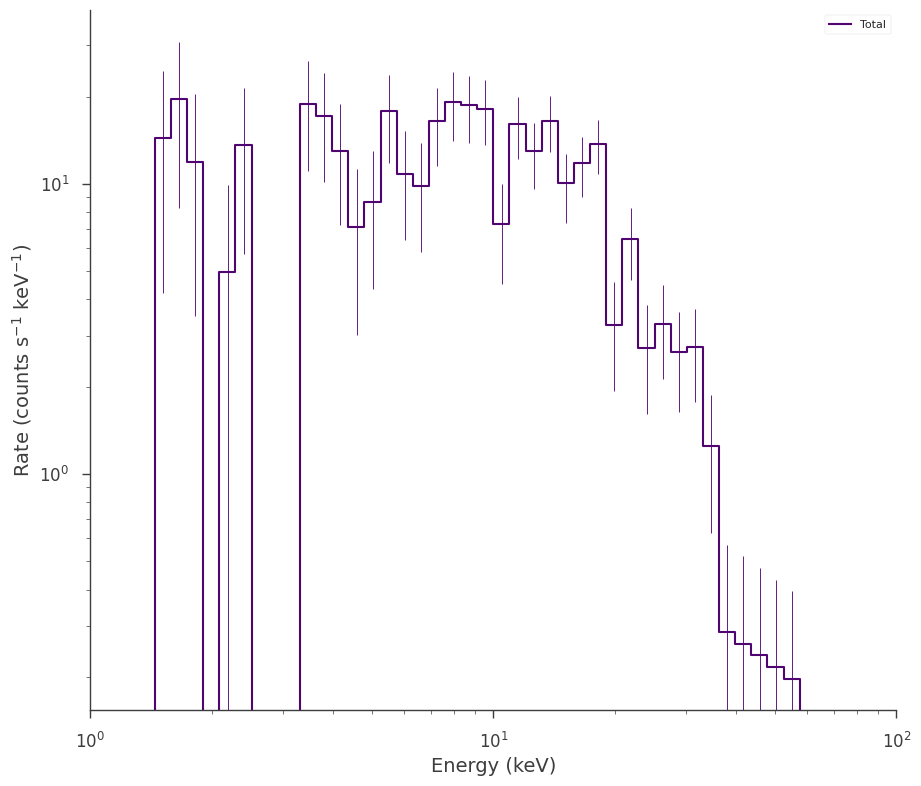 Total
10¹
10⁰
Rate (counts s⁻¹ keV⁻¹)
10⁰
10¹
10²
Energy (keV)